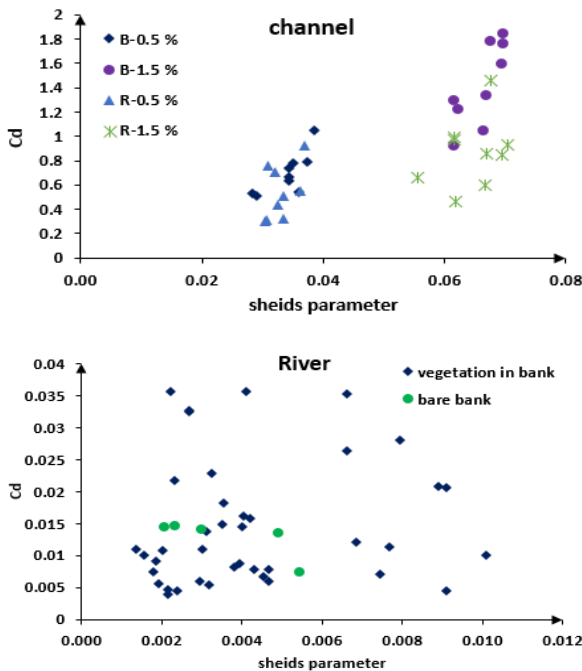 channel
2
1.8
1.6
1.4
1.2
1
0.8
0.6
0.4
0.2
0
Cd
B-0.5 %
B-1.5 %
R-0.5 %
R-1.5 %
0.00 0.02 0.04 0.06 0.08
sheids parameter
River
0.04
0.035
0.03
0.025
0.02
0.015
0.01
0.005
0
Cd
vegetation in bank
bare bank
0.000 0.002 0.004 0.006 0.008 0.010 0.012
sheids parameter